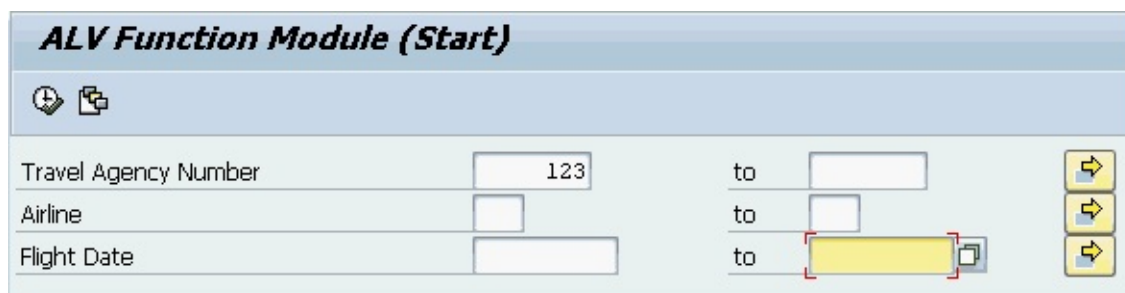 ALV Function Module (Start)
Travel Agency Number 123 to
Airline to
Flight Date to